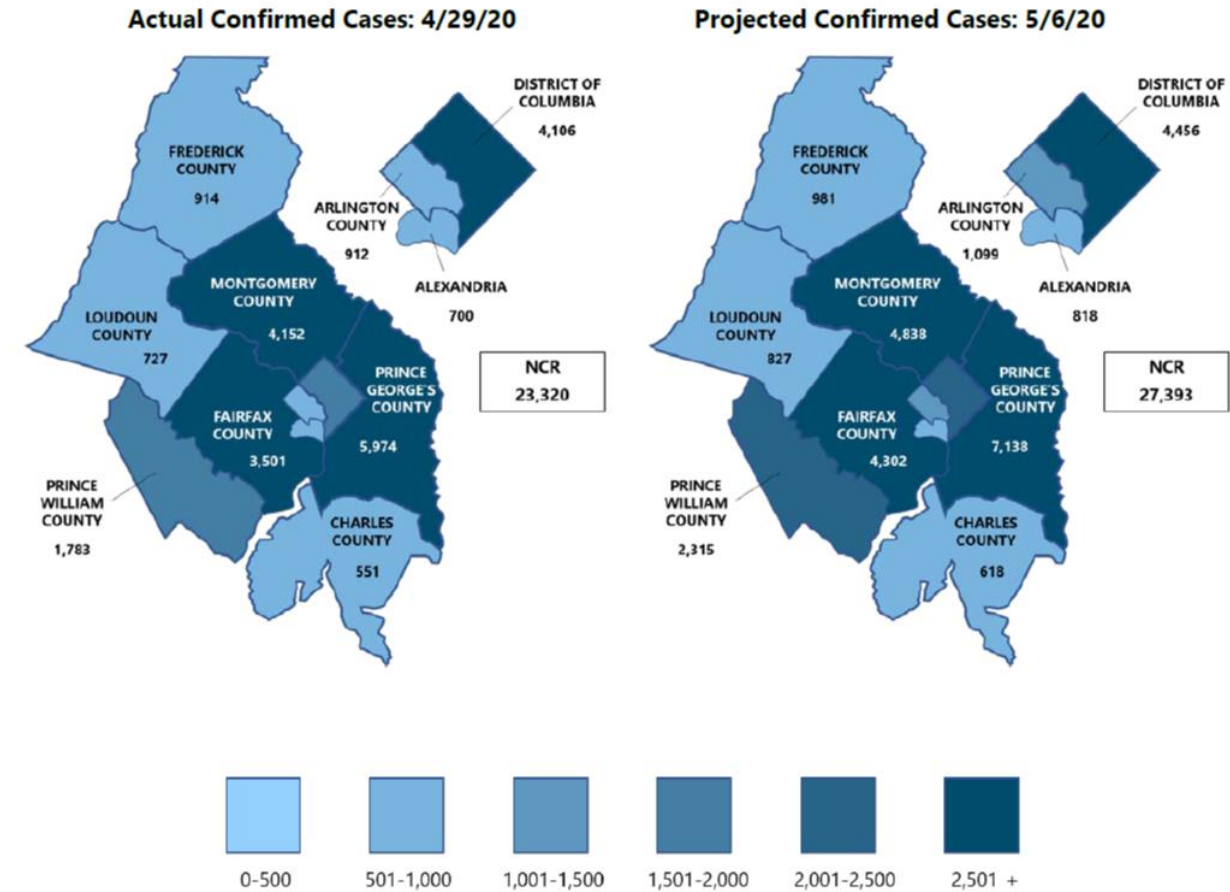 Actual Confirmed Cases: 4/29/20
DISTRICT OF
COLUMBIA
4,106
FREDERICK
COUNTY
914
ARLINGTON
COUNTY
912
ALEXANDRIA
700
MONTGOMERY
COUNTY
4,152
LOUDOUN
COUNTY
727
NCR
23,320
PRINCE
GEORGE'S
COUNTY
5,974
FAIRFAX
COUNTY
3,501
PRINCE
WILLIAM
COUNTY
1,783
CHARLES
COUNTY
551
Projected Confirmed Cases: 5/6/20
DISTRICT OF
COLUMBIA
4,456
FREDERICK
COUNTY
981
ARLINGTON
COUNTY
1,099
ALEXANDRIA
818
MONTGOMERY
COUNTY
4,838
LOUDOUN
COUNTY
827
NCR
27,393
PRINCE
GEORGE'S
COUNTY
7,138
FAIRFAX
COUNTY
4,302
PRINCE
WILLIAM
COUNTY
2,315
CHARLES
COUNTY
618
0-500
501-1,000
1,001-1,500
1,501-2,000
2,001-2,500
2,501 +